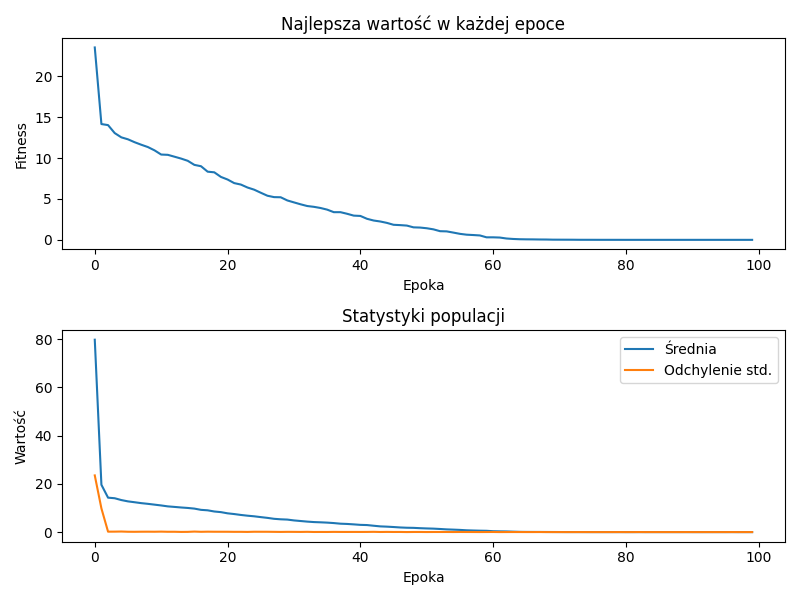 Najlepsza wartość w każdej epoce
Fitness
20
15
10
5
0
0 20 40 60 80 100
Epoka
Statystyki populacji
Wartość
80
60
40
20
0
Średnia
Odchylenie std.
0 20 40 60 80 100
Epoka